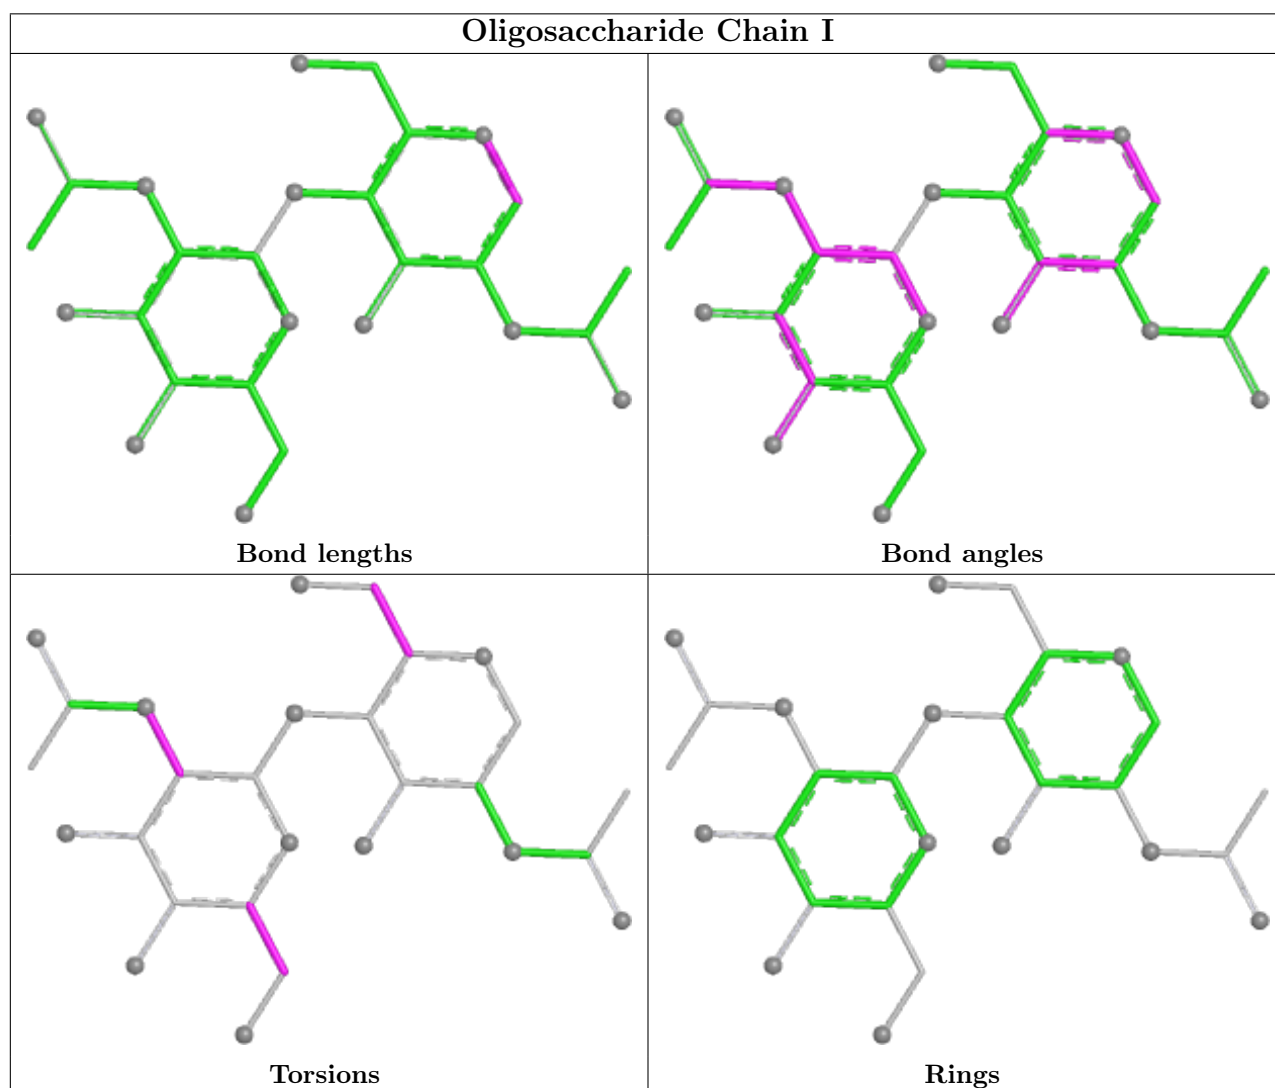 Oligosaccharide Chain I
Bond lengths
Bond angles
Torsions
Rings